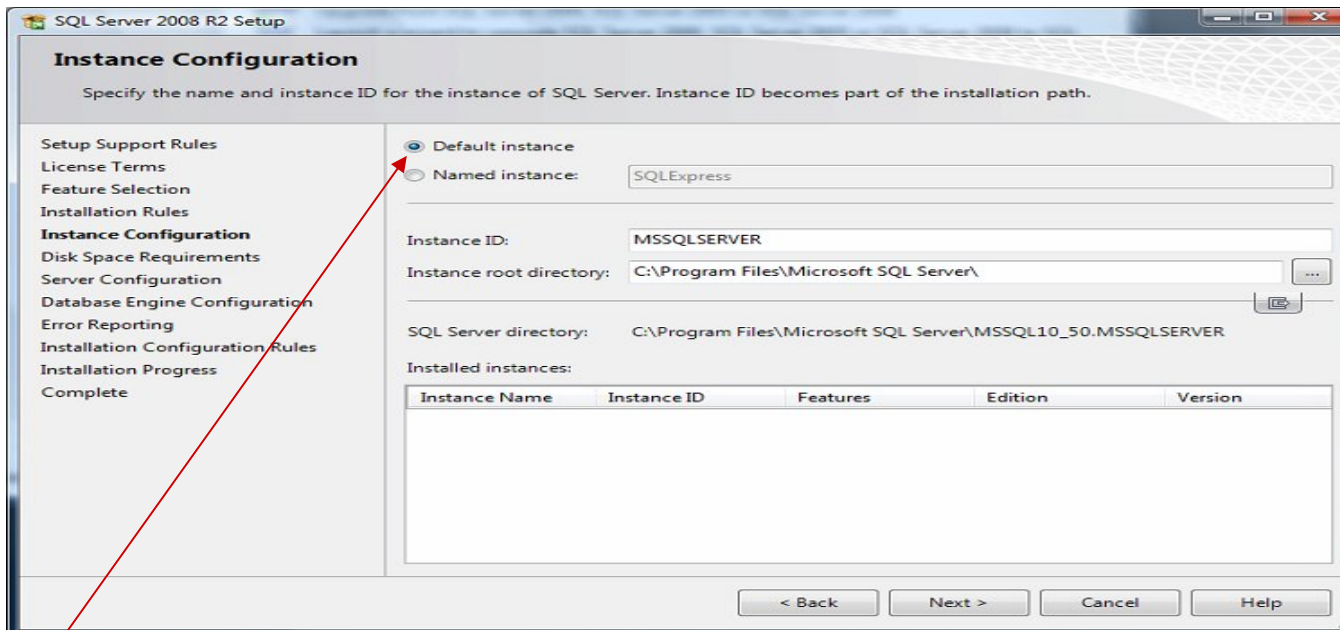 SQL Server 2008 R2 Setup
Instance Configuration
Specify the name and instance ID for the instance of SQL Server. Instance ID becomes part of the installation path.
Setup Support Rules
License Terms
Feature Selection
Installation Rules
Instance Configuration
Disk Space Requirements
Server Configuration
Database Engine Configuration
Error Reporting
Installation Configuration Rules
Installation Progress
Complete
Default instance
Named instance: SQLExpress
Instance ID: MSSQLSERVER
Instance root directory: C:\Program Files\Microsoft SQL Server\ ...
SQL Server directory: C:\Program Files\Microsoft SQL Server\MSSQL10_50.MSSQLSERVER
Installed instances:
Instance Name Instance ID Features Edition Version
< Back Next > Cancel Help